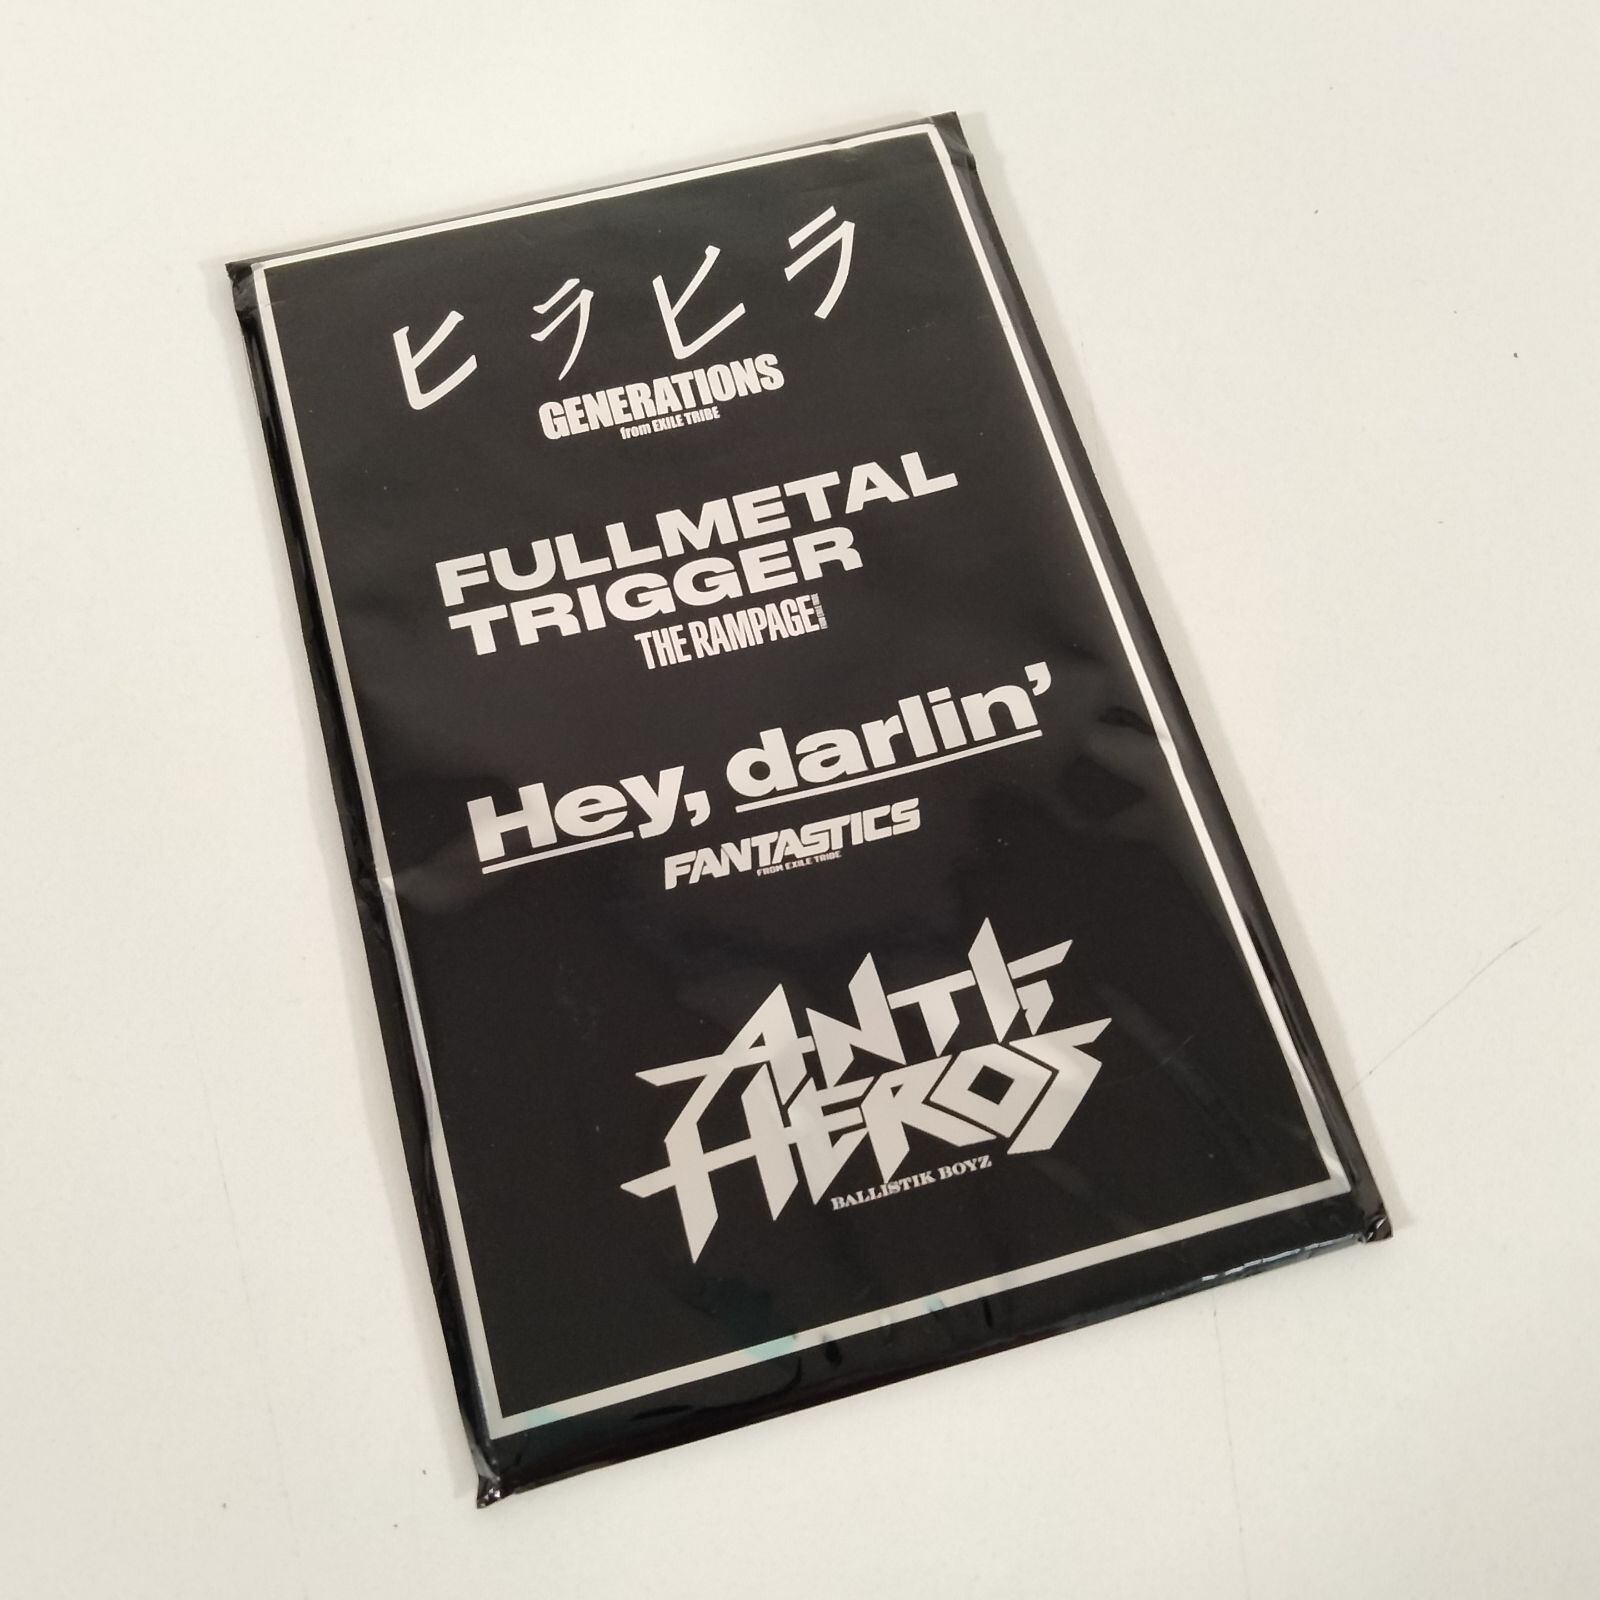 ヒラヒラ
GENERATIONS
from EXILE TRIBE
FULLMETAL
TRIGGER
THE RAMPAGE
Hey, darlin'
FANTASTICS
FROM EXILE TRIBE
ANTI-
HEROS
BALLISTIK BOYZ